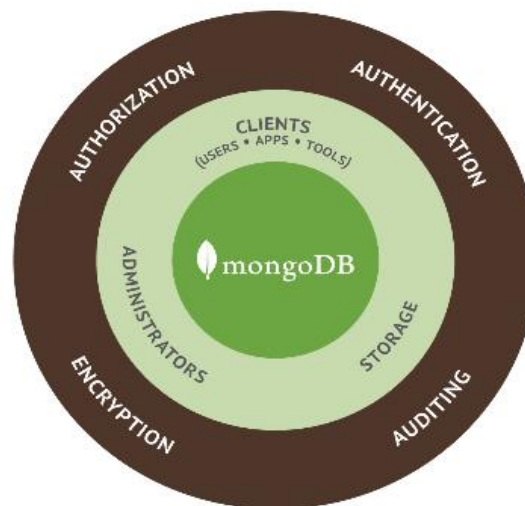 AUTHORIZATION
AUTHENTICATION
CLIENTS
(USERS • APPS • TOOLS)
mongoDB
ADMINISTRATORS
STORAGE
ENCRYPTION
AUDITING